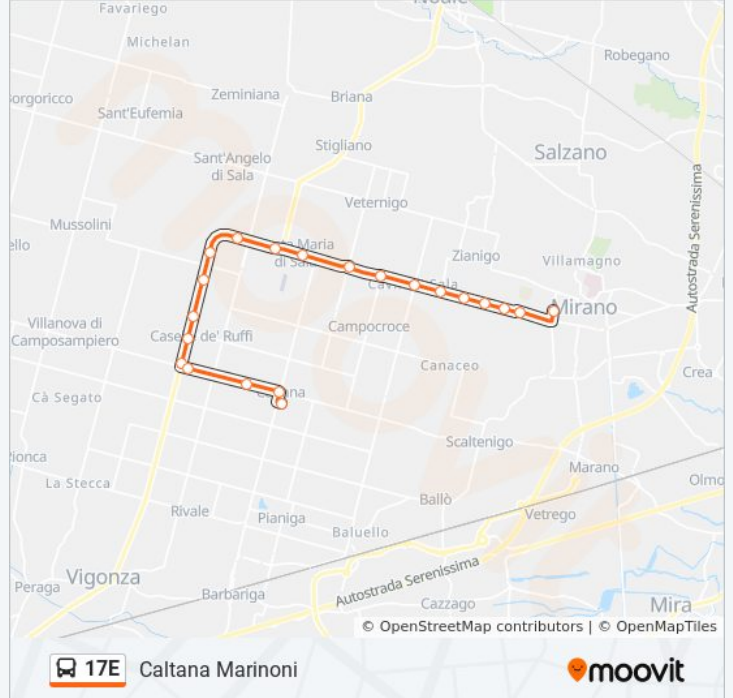 Favariego
Noale
Michelan
Robegano
Zeminiana
Briana
Sant'Eufemia
Stigliano
Salzano
Sant'Angelo
di Sala
Veternigo
Autostrada Serenissima
Mussolini
Zianigo
Villamagno
Mirano
Villanova di
Camposampiero
Campocroce
Canaceo
Crea
Cà Segato
Scaltenigo
Marano
La Stecca
Ballò
Rivale
Pianiga
Vetrego
Baluello
Vigonza
Peraga
Barbariga
Autostrada Serenissima
Cazzago
Mira
© OpenStreetMap contributors | © OpenMapTiles
17E Caltana Marinoni
moovit